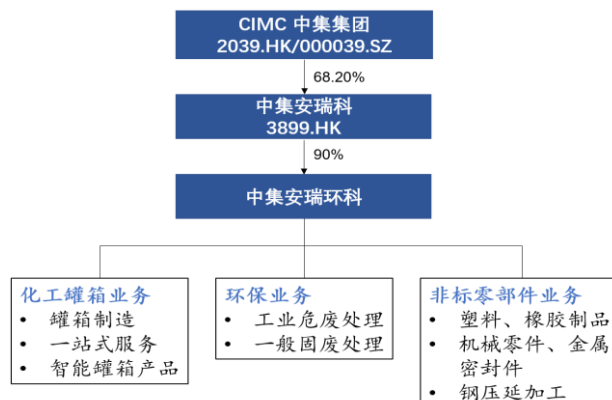 CIMC 中集集团
2039.HK/000039.SZ
68.20%
中集安瑞科
3899.HK
90%
中集安瑞环科
化工罐箱业务
• 罐箱制造
• 一站式服务
• 智能罐箱产品
环保业务
• 工业危废处理
• 一般固废处理
非标零部件业务
• 塑料、橡胶制品
• 机械零件、金属
密封件
• 钢压延加工